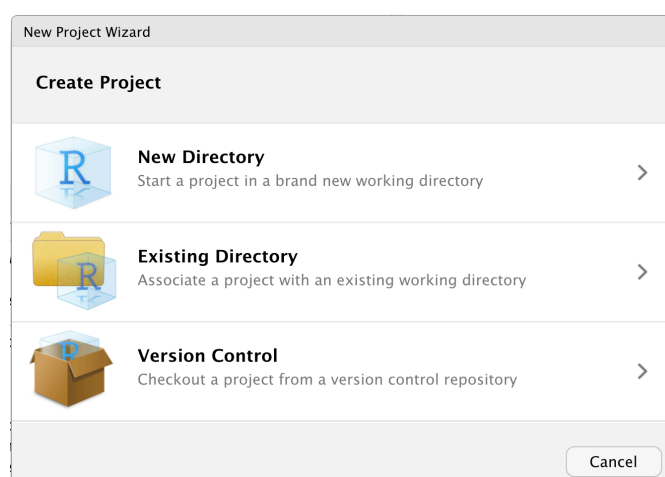 New Project Wizard
Create Project
R
New Directory
Start a project in a brand new working directory
R
Existing Directory
Associate a project with an existing working directory
R
Version Control
Checkout a project from a version control repository
Cancel